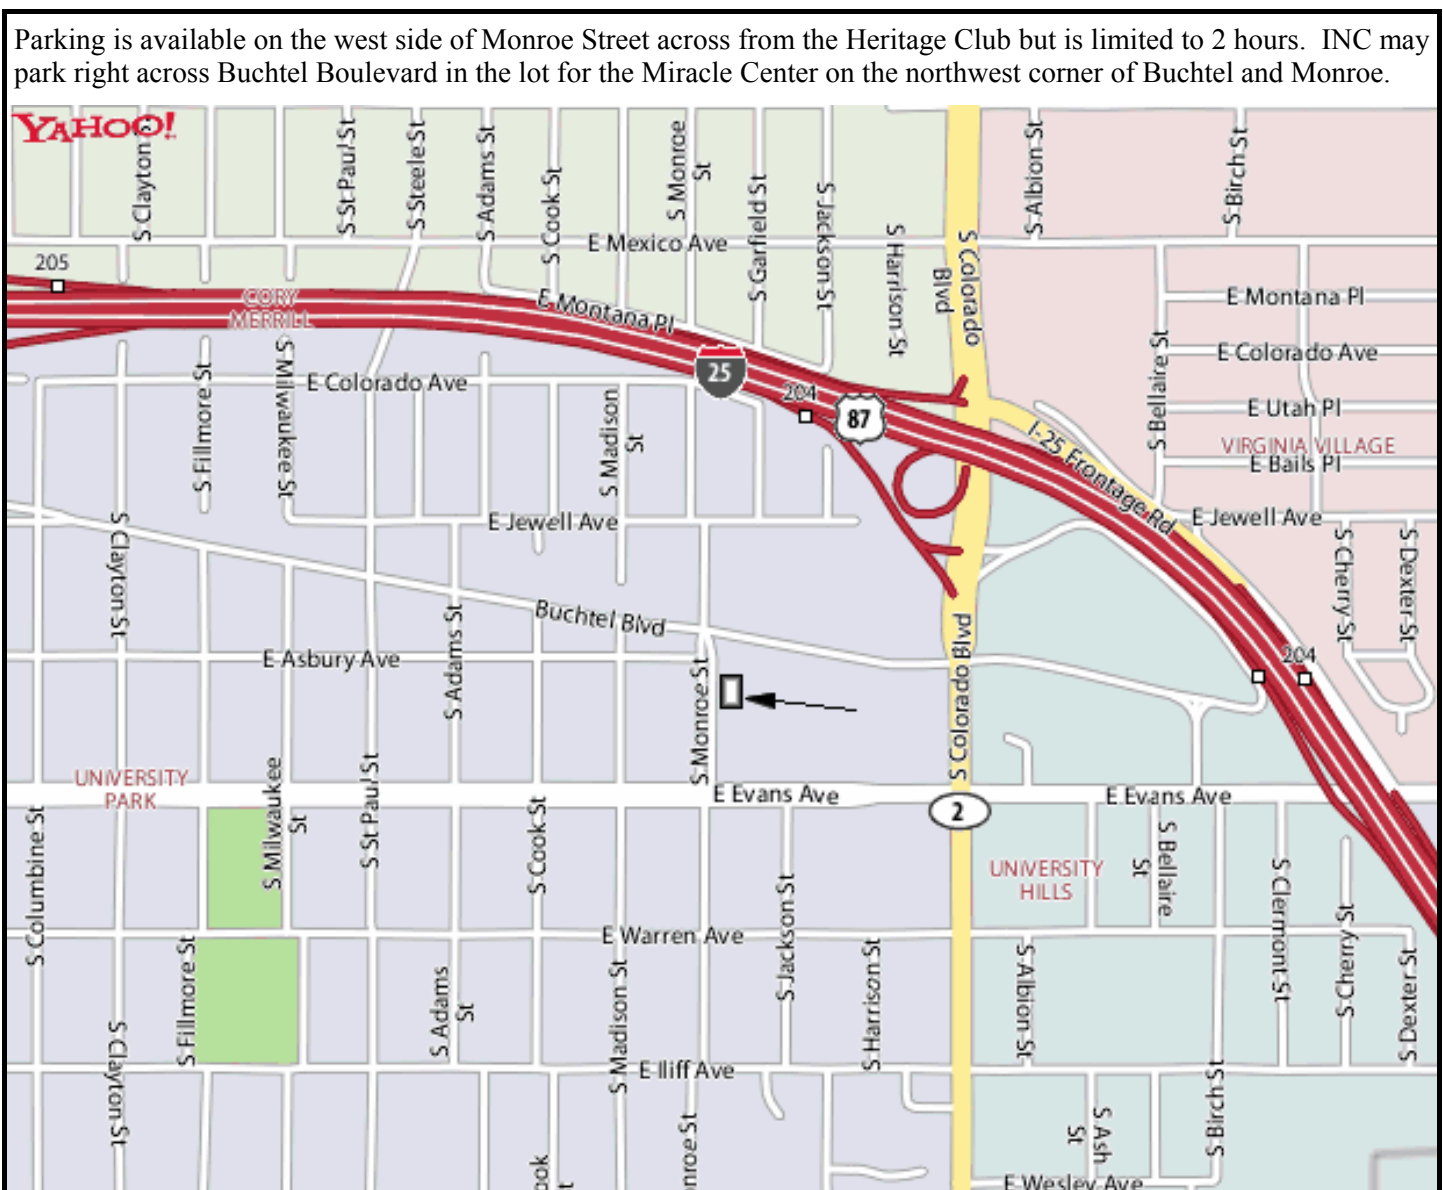 Parking is available on the west side of Monroe Street across from the Heritage Club but is limited to 2 hours.  INC may
park right across Buchtel Boulevard in the lot for the Miracle Center on the northwest corner of Buchtel and Monroe.
YAHOO!
S Clayton
S St Paul St
S Steele St
S Adams St
S Cook St
S Monroe
St
S Garfield St
S Jackson St
S Harrison St
S Colorado
Blvd
S Albion St
S Birch St
E Mexico Ave
205
CORY
MERRILL
E Montana Pl
E Montana Pl
25
204
87
E Colorado Ave
E Colorado Ave
S Bellaire St
E Utah Pl
VIRGINIA VILLAGE
E Bails Pl
I-25 Frontage Rd
S Fillmore St
S Milwaukee St
S Madison
St
E Jewell Ave
E Jewell Ave
S Clayton St
S Cherry St
S Dexter St
Buchtel Blvd
E Asbury Ave
S Adams St
S Monroe St
S Colorado Blvd
204
UNIVERSITY
PARK
S Milwaukee
St
S St Paul St
E Evans Ave
E Evans Ave
2
S Columbine St
S Cook St
UNIVERSITY
HILLS
S Bellaire
St
S Clermont St
S Cherry St
S Dexter St
E Warren Ave
S Jackson St
S Harrison St
S Fillmore St
S Adams
St
S Madison St
S Albion St
S Clayton St
E Iliff Ave
S Birch St
S Ash
St
ook
t
nroe St
E Wesley Ave